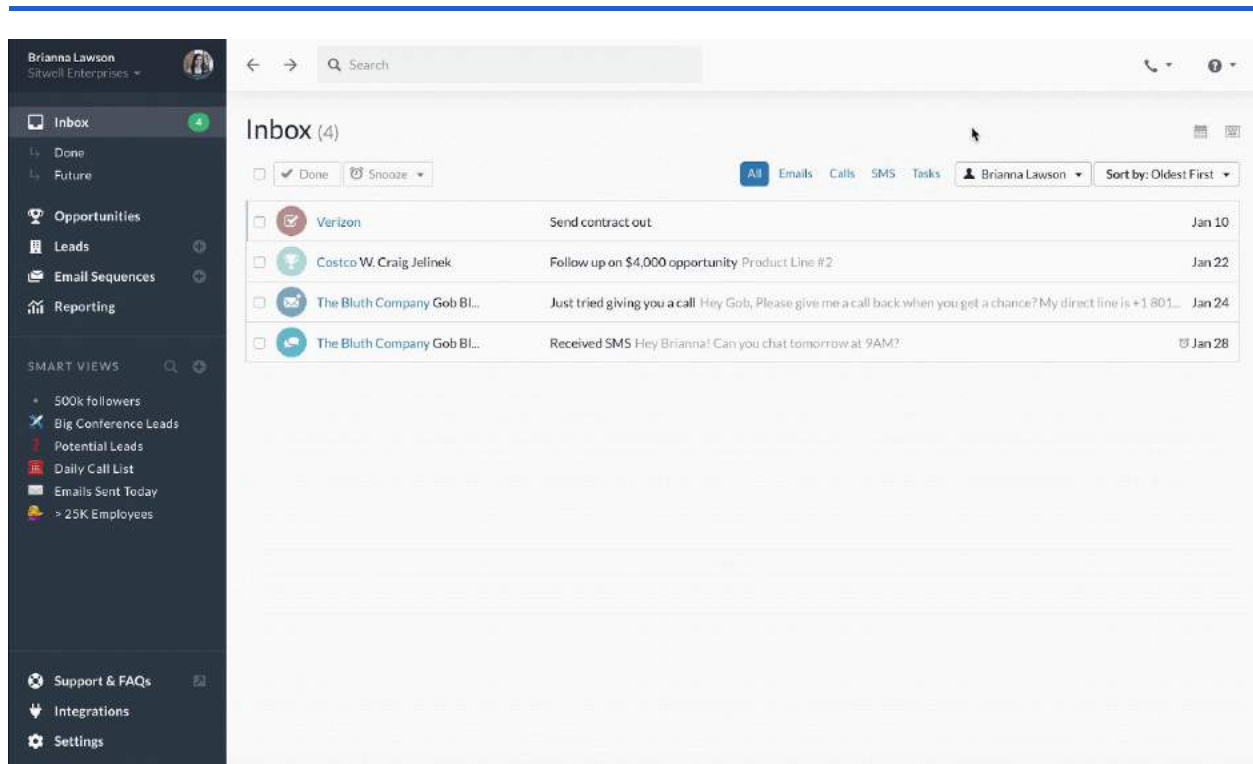 Brianna Lawson
Sitwell Enterprises
Search
Inbox 4
Done
Future
Opportunities
Leads
Email Sequences
Reporting
SMART VIEWS
500k followers
Big Conference Leads
Potential Leads
Daily Call List
Emails Sent Today
> 25K Employees
Support & FAQs
Integrations
Settings
Inbox (4)
Done Snooze All Emails Calls SMS Tasks Brianna Lawson Sort by: Oldest First
Verizon Send contract out Jan 10
Costco W. Craig Jelinek Follow up on $4,000 opportunity Product Line #2 Jan 22
The Bluth Company Gob Bl... Just tried giving you a call Hey Gob, Please give me a call back when you get a chance? My direct line is +1 801... Jan 24
The Bluth Company Gob Bl... Received SMS Hey Brianna! Can you chat tomorrow at 9AM? Jan 28